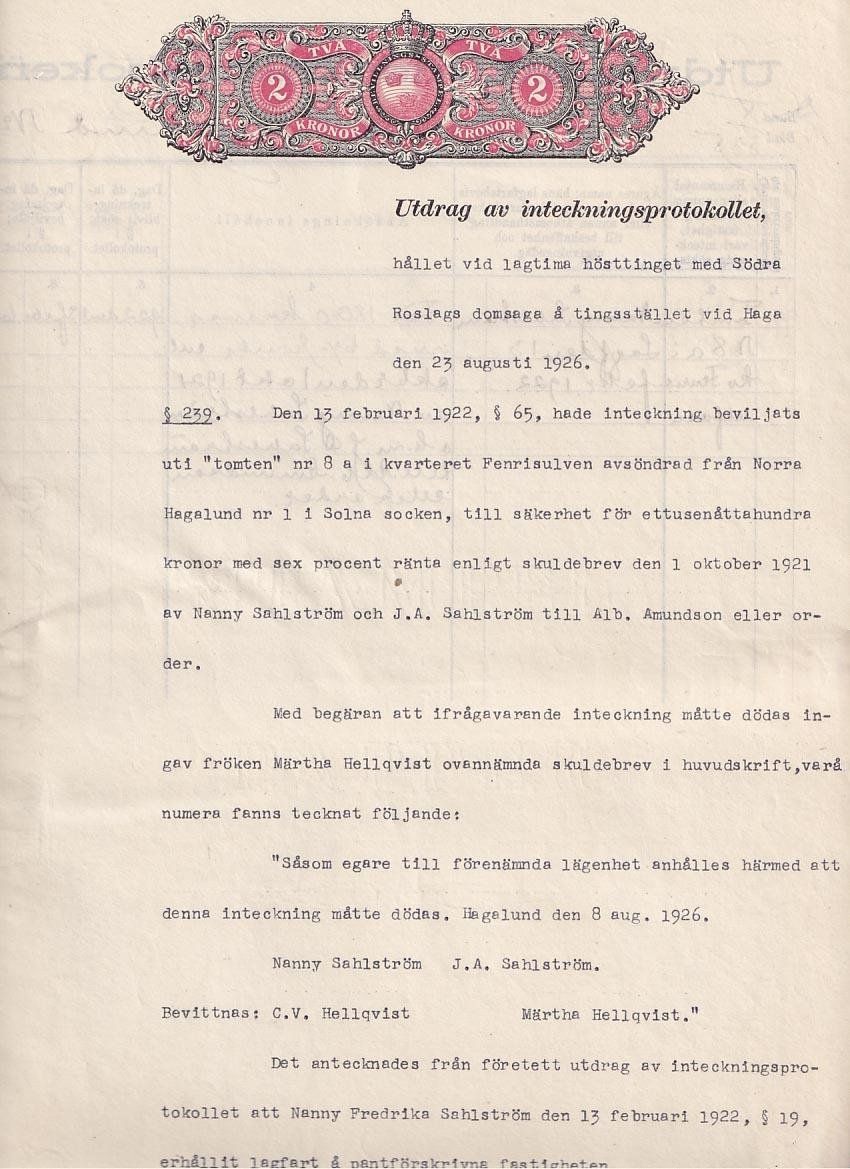 TVÅ TVÅ
2 2
KRONOR KRONOR
Utdrag av inteckningsprotokollet,
hållet vid lagtima hösttinget med Södra
Roslags domsaga å tingsstället vid Haga
den 23 augusti 1926.
§ 239. Den 13 februari 1922, § 65, hade inteckning beviljats
uti "tomten" nr 8 a i kvarteret Fenrisulven avsöndrad från Norra
Hagalund nr 1 i Solna socken, till säkerhet för ettusenåttahundra
kronor med sex procent ränta enligt skuldebrev den 1 oktober 1921
av Nanny Sahlström och J.A. Sahlström till Alb. Amundson eller or-
der.
Med begäran att ifrågavarande inteckning måtte dödas in-
gav fröken Märtha Hellqvist ovannämnda skuldebrev i huvudskrift,varå
numera fanns tecknat följande:
"Såsom egare till förenämnda lägenhet anhålles härmed att
denna inteckning måtte dödas. Hagalund den 8 aug. 1926.
Nanny Sahlström J.A. Sahlström.
Bevittnas: C.V. Hellqvist Märtha Hellqvist."
Det antecknades från företett utdrag av inteckningspro-
tokollet att Nanny Fredrika Sahlström den 13 februari 1922, § 19,
erhållit lagfart å pantförskrivna fastigheten